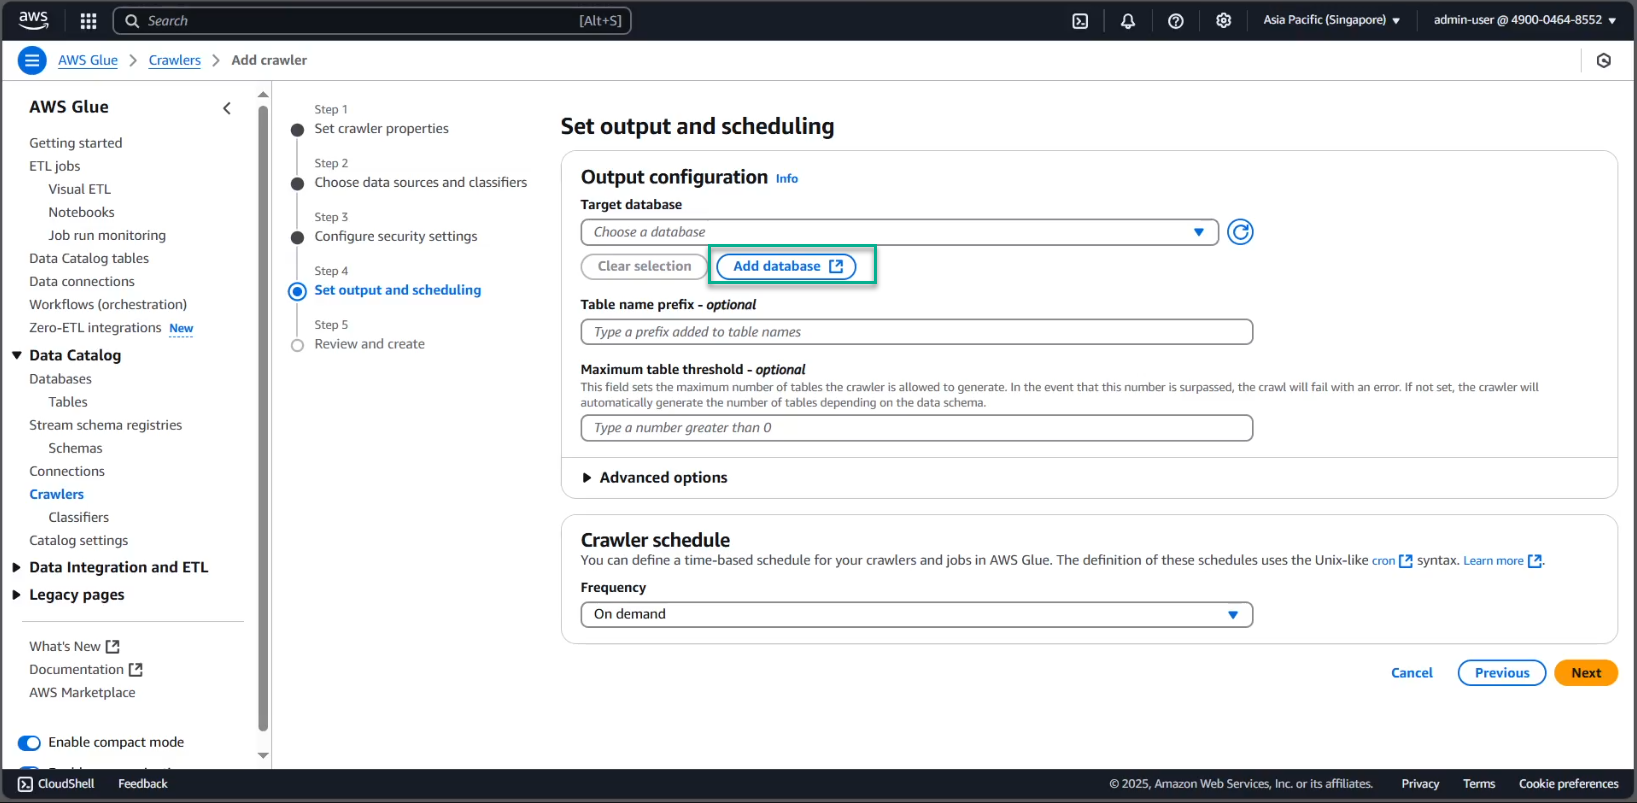 aws
Search
[Alt+S]
Asia Pacific (Singapore)
admin-user @ 4900-0464-8552
AWS Glue
Crawlers
Add crawler
AWS Glue
Getting started
ETL jobs
Visual ETL
Notebooks
Job run monitoring
Data Catalog tables
Data connections
Workflows (orchestration)
Zero-ETL integrations New
Data Catalog
Databases
Tables
Stream schema registries
Schemas
Connections
Crawlers
Classifiers
Catalog settings
Data Integration and ETL
Legacy pages
What's New
Documentation
AWS Marketplace
Enable compact mode
Step 1
Set crawler properties
Step 2
Choose data sources and classifiers
Step 3
Configure security settings
Step 4
Set output and scheduling
Step 5
Review and create
Set output and scheduling
Output configuration Info
Target database
Choose a database
Clear selection
Add database
Table name prefix - optional
Type a prefix added to table names
Maximum table threshold - optional
This field sets the maximum number of tables the crawler is allowed to generate. In the event that this number is surpassed, the crawl will fail with an error. If not set, the crawler will
automatically generate the number of tables depending on the data schema.
Type a number greater than 0
Advanced options
Crawler schedule
You can define a time-based schedule for your crawlers and jobs in AWS Glue. The definition of these schedules uses the Unix-like cron syntax. Learn more.
Frequency
On demand
Cancel
Previous
Next
CloudShell
Feedback
© 2025, Amazon Web Services, Inc. or its affiliates.
Privacy
Terms
Cookie preferences